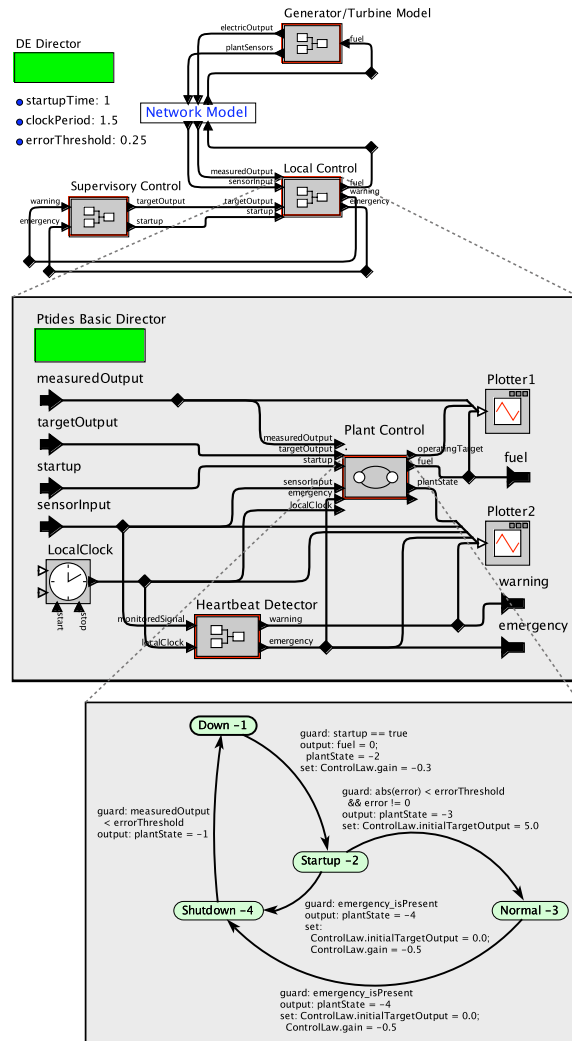 Generator/Turbine Model
electricOutput
plantSensors
fuel
DE Director
startupTime: 1
clockPeriod: 1.5
errorThreshold: 0.25
Network Model
Local Control
measuredOutput
sensorInput
targetOutput
startup
fuel
warning
emergency
Supervisory Control
warning
emergency
targetOutput
startup
Ptides Basic Director
measuredOutput
targetOutput
startup
sensorInput
LocalClock
start
stop
Plant Control
measuredOutput
targetOutput
startup
sensorInput
emergency
localClock
operatingTarget
fuel
plantState
Plotter1
fuel
Plotter2
warning
emergency
Heartbeat Detector
monitoredSignal
localClock
warning
emergency
Down -1
guard: startup == true
output: fuel = 0;
plantState = -2
set: ControlLaw.gain = -0.3
guard: abs(error) < errorThreshold
&& error != 0
output: plantState = -3
set: ControlLaw.initialTargetOutput = 5.0
guard: measuredOutput
< errorThreshold
output: plantState = -1
Startup -2
Shutdown -4
guard: emergency_isPresent
output: plantState = -4
set:
ControlLaw.initialTargetOutput = 0.0;
ControlLaw.gain = -0.5
Normal -3
guard: emergency_isPresent
output: plantState = -4
set: ControlLaw.initialTargetOutput = 0.0;
ControlLaw.gain = -0.5